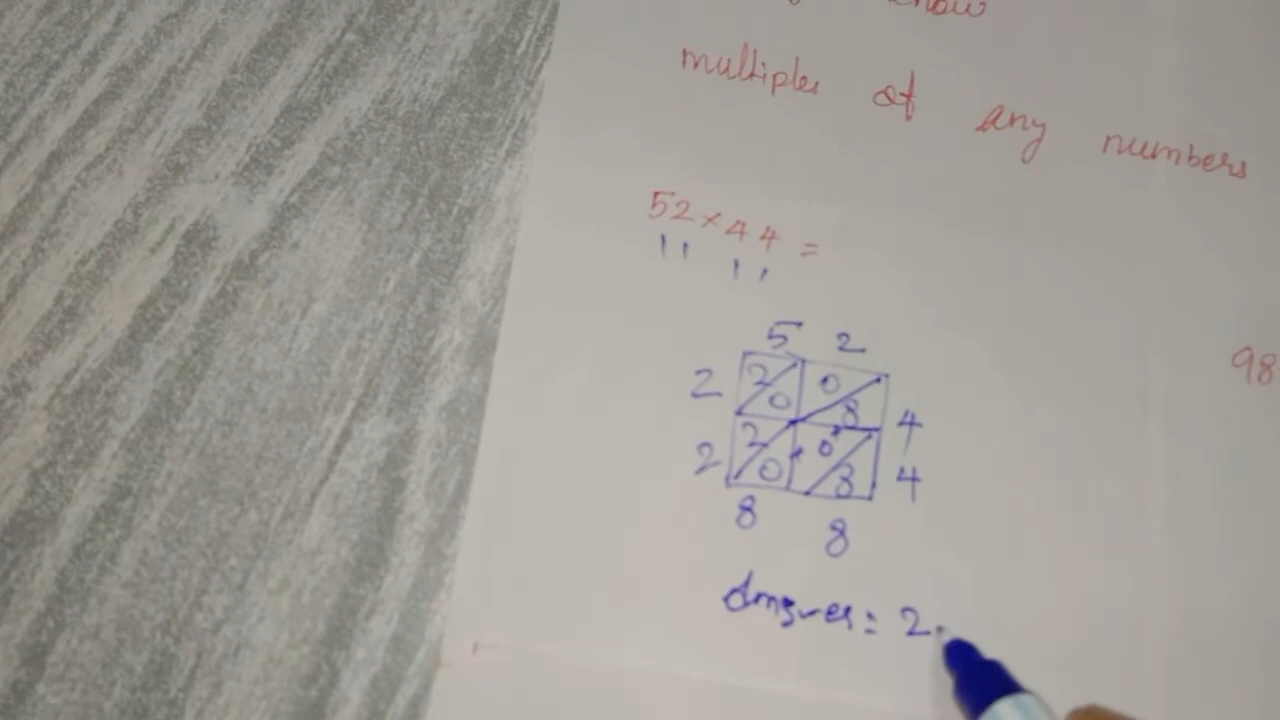 multiples of any numbers
52×44 =
98
5 2
2 2 0 0 8 4
2 2 0 0 8 4
8 8
Answer: 2